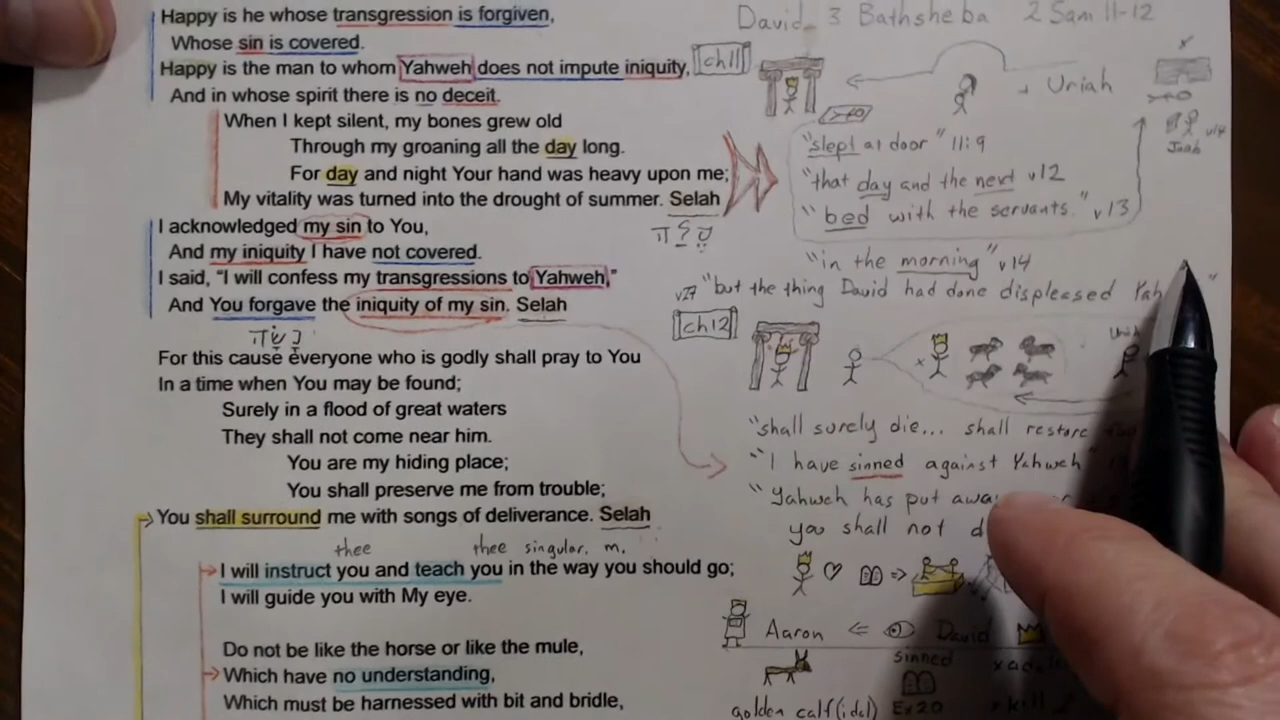 Happy is he whose transgression is forgiven,
Whose sin is covered.
Happy is the man to whom Yahweh does not impute iniquity,
And in whose spirit there is no deceit.
When I kept silent, my bones grew old
Through my groaning all the day long.
For day and night Your hand was heavy upon me;
My vitality was turned into the drought of summer. Selah
I acknowledged my sin to You,
And my iniquity I have not covered.
I said, “I will confess my transgressions to Yahweh,”
And You forgave the iniquity of my sin. Selah
For this cause everyone who is godly shall pray to You
In a time when You may be found;
Surely in a flood of great waters
They shall not come near him.
You are my hiding place;
You shall preserve me from trouble;
You shall surround me with songs of deliverance. Selah
thee thee singular, m.
I will instruct you and teach you in the way you should go;
I will guide you with My eye.
Do not be like the horse or like the mule,
Which have no understanding,
Which must be harnessed with bit and bridle,
David 3 Bathsheba 2 Sam 11-12
ch11
Uriah
"slept at door" 11:9
"that day and the next v12
"bed with the servants." v13
Joab v14
"in the morning" v14
v27 "but the thing David had done displeased
ch12
"shall surely die... shall restore
"I have sinned against Yahweh"
"Yahweh has put
you shall not
Aaron David
sinned
golden calf (idol) Ex20 x kill